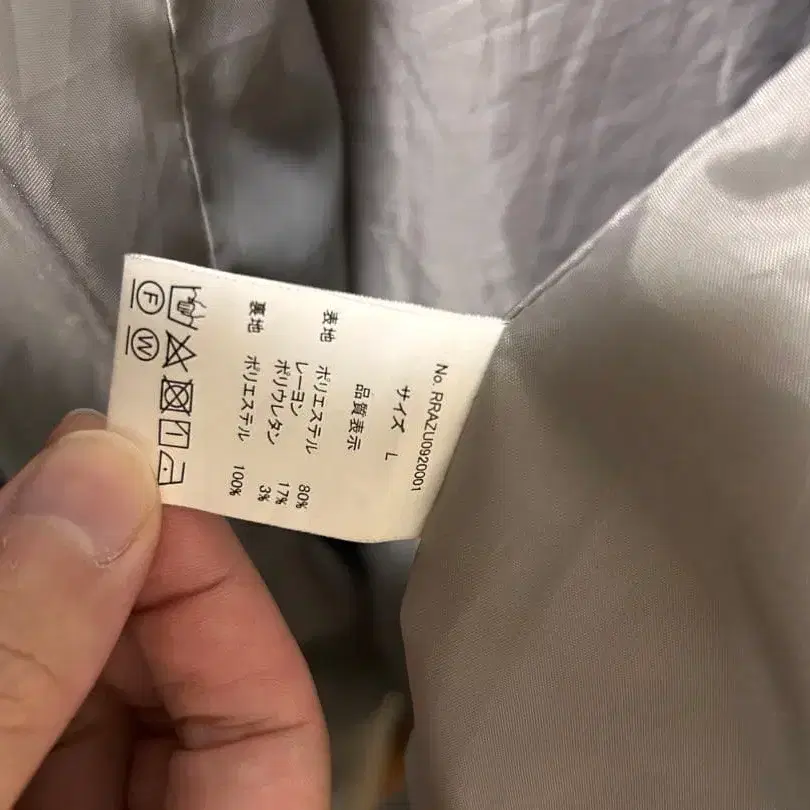 No. RRAZU0920001
サイズ L
品質表示
表地 ポリエステル 80%
レーヨン 17%
ポリウレタン 3%
裏地 ポリエステル 100%
F
W